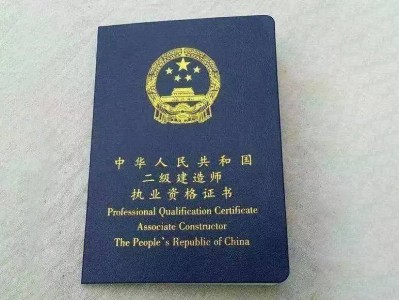 中华人民共和国
二级建造师
执业资格证书
Professional Qualification Certificate
Associate Constructor
The People's Republic of China